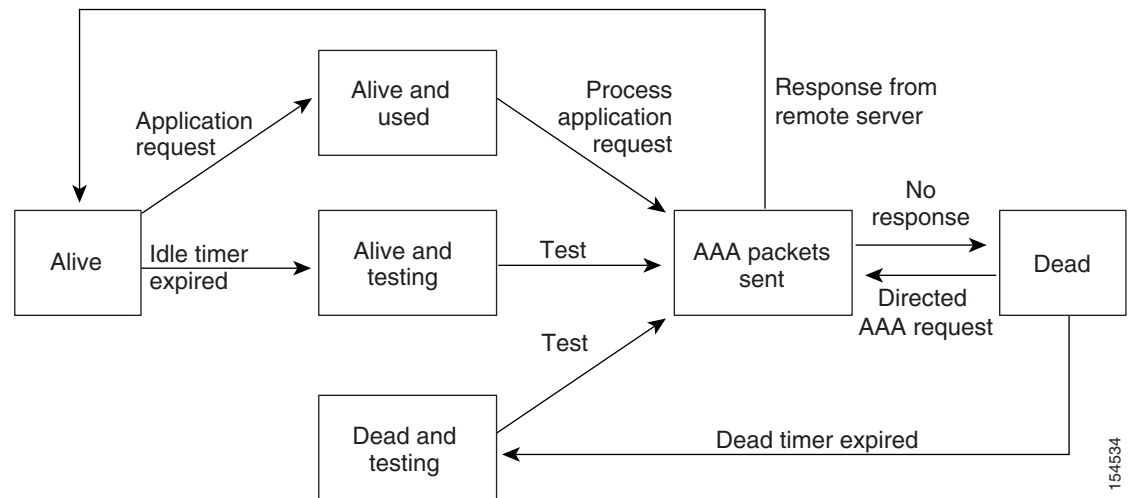 Alive and
used
Process
application
request
Response from
remote server
Application
request
No
response
Alive
Idle timer
expired
Alive and
testing
Test
AAA packets
sent
Dead
Directed
AAA request
Test
Dead and
testing
Dead timer expired
154534